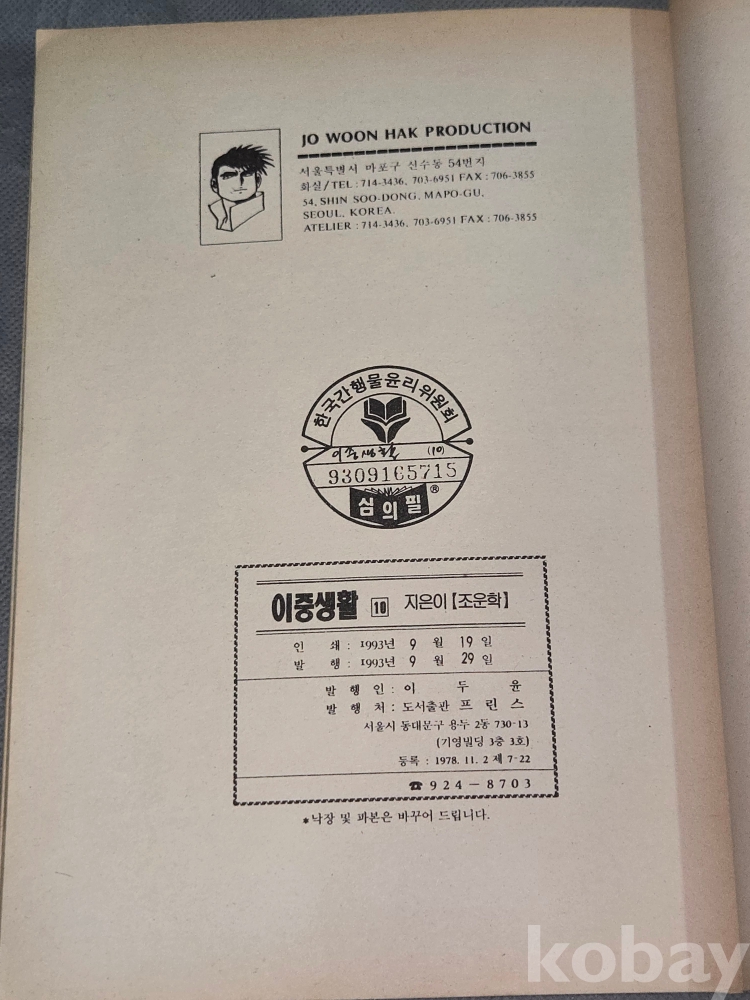 JO WOON HAK PRODUCTION
서울특별시 마포구 신수동 54번지
화실/TEL : 714-3436, 703-6951 FAX : 706-3855
54, SHIN SOO-DONG, MAPO-GU,
SEOUL, KOREA.
ATELIER : 714-3436, 703-6951 FAX : 706-3855
한국간행물윤리위원회
이중생활 (10)
9309165715
심의필 ®
이중생활 10 지은이【조운학】
인 쇄 : 1993년 9 월 19 일
발 행 : 1993년 9 월 29 일
발 행 인 : 이 두 윤
발 행 처 : 도서출판 프 린 스
서울시 동대문구 용두 2동 730-13
(기영빌딩 3층 3호)
등록 : 1978. 11. 2 제 7-22
☎ 924-8703
*낙장 및 파본은 바꾸어 드립니다.
kobay